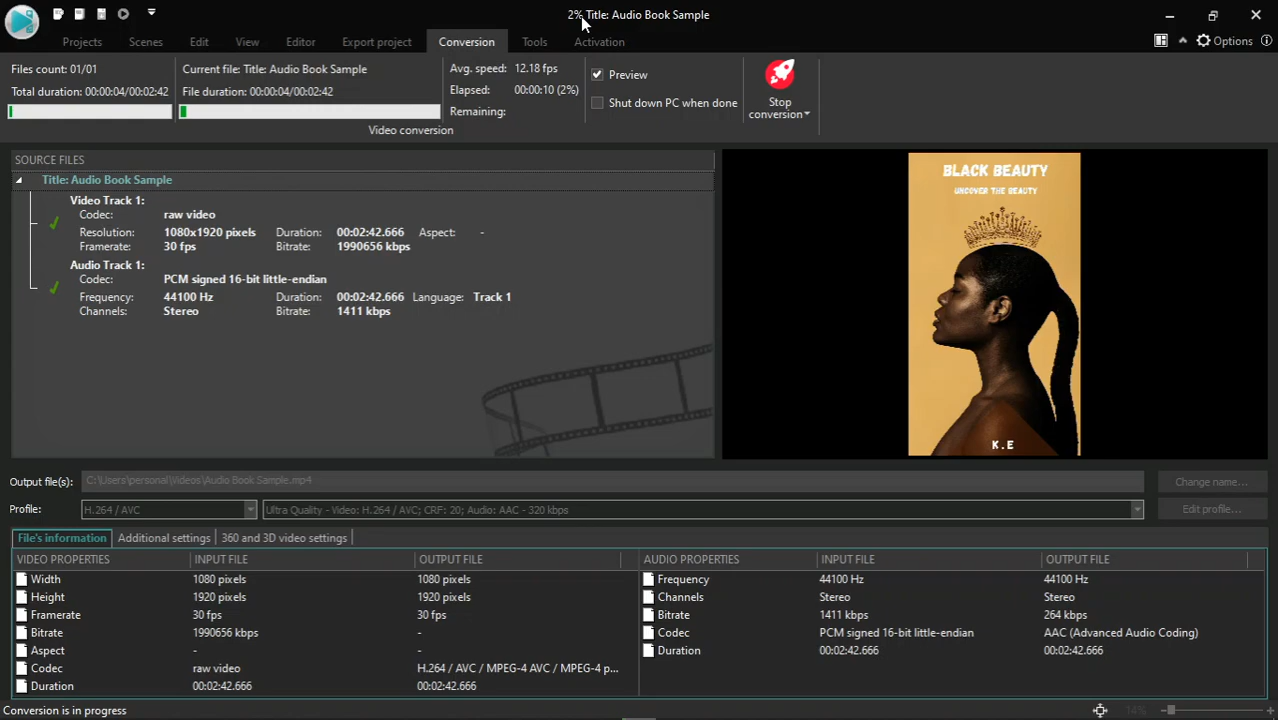 2% Title: Audio Book Sample
Projects Scenes Edit View Editor Export project Conversion Tools Activation Options
Files count: 01/01
Total duration: 00:00:04/00:02:42
Current file: Title: Audio Book Sample
File duration: 00:00:04/00:02:42
Avg. speed: 12.18 fps
Elapsed: 00:00:10 (2%)
Remaining:
Preview
Shut down PC when done
Stop
conversion
Video conversion
SOURCE FILES
Title: Audio Book Sample
Video Track 1:
Codec: raw video
Resolution: 1080x1920 pixels Duration: 00:02:42.666 Aspect: -
Framerate: 30 fps Bitrate: 1990656 kbps
Audio Track 1:
Codec: PCM signed 16-bit little-endian
Frequency: 44100 Hz Duration: 00:02:42.666 Language: Track 1
Channels: Stereo Bitrate: 1411 kbps
BLACK BEAUTY
UNCOVER THE BEAUTY
K.E
Output file(s): C:\Users\personal\Videos\Audio Book Sample.mp4 Change name...
Profile: H.264 / AVC Ultra Quality - Video: H.264 / AVC; CRF: 20; Audio: AAC - 320 kbps Edit profile...
File's information Additional settings 360 and 3D video settings
VIDEO PROPERTIES INPUT FILE OUTPUT FILE
Width 1080 pixels 1080 pixels
Height 1920 pixels 1920 pixels
Framerate 30 fps 30 fps
Bitrate 1990656 kbps -
Aspect - -
Codec raw video H.264 / AVC / MPEG-4 AVC / MPEG-4 p...
Duration 00:02:42.666 00:02:42.666
AUDIO PROPERTIES INPUT FILE OUTPUT FILE
Frequency 44100 Hz 44100 Hz
Channels Stereo Stereo
Bitrate 1411 kbps 264 kbps
Codec PCM signed 16-bit little-endian AAC (Advanced Audio Coding)
Duration 00:02:42.666 00:02:42.666
Conversion is in progress 14%